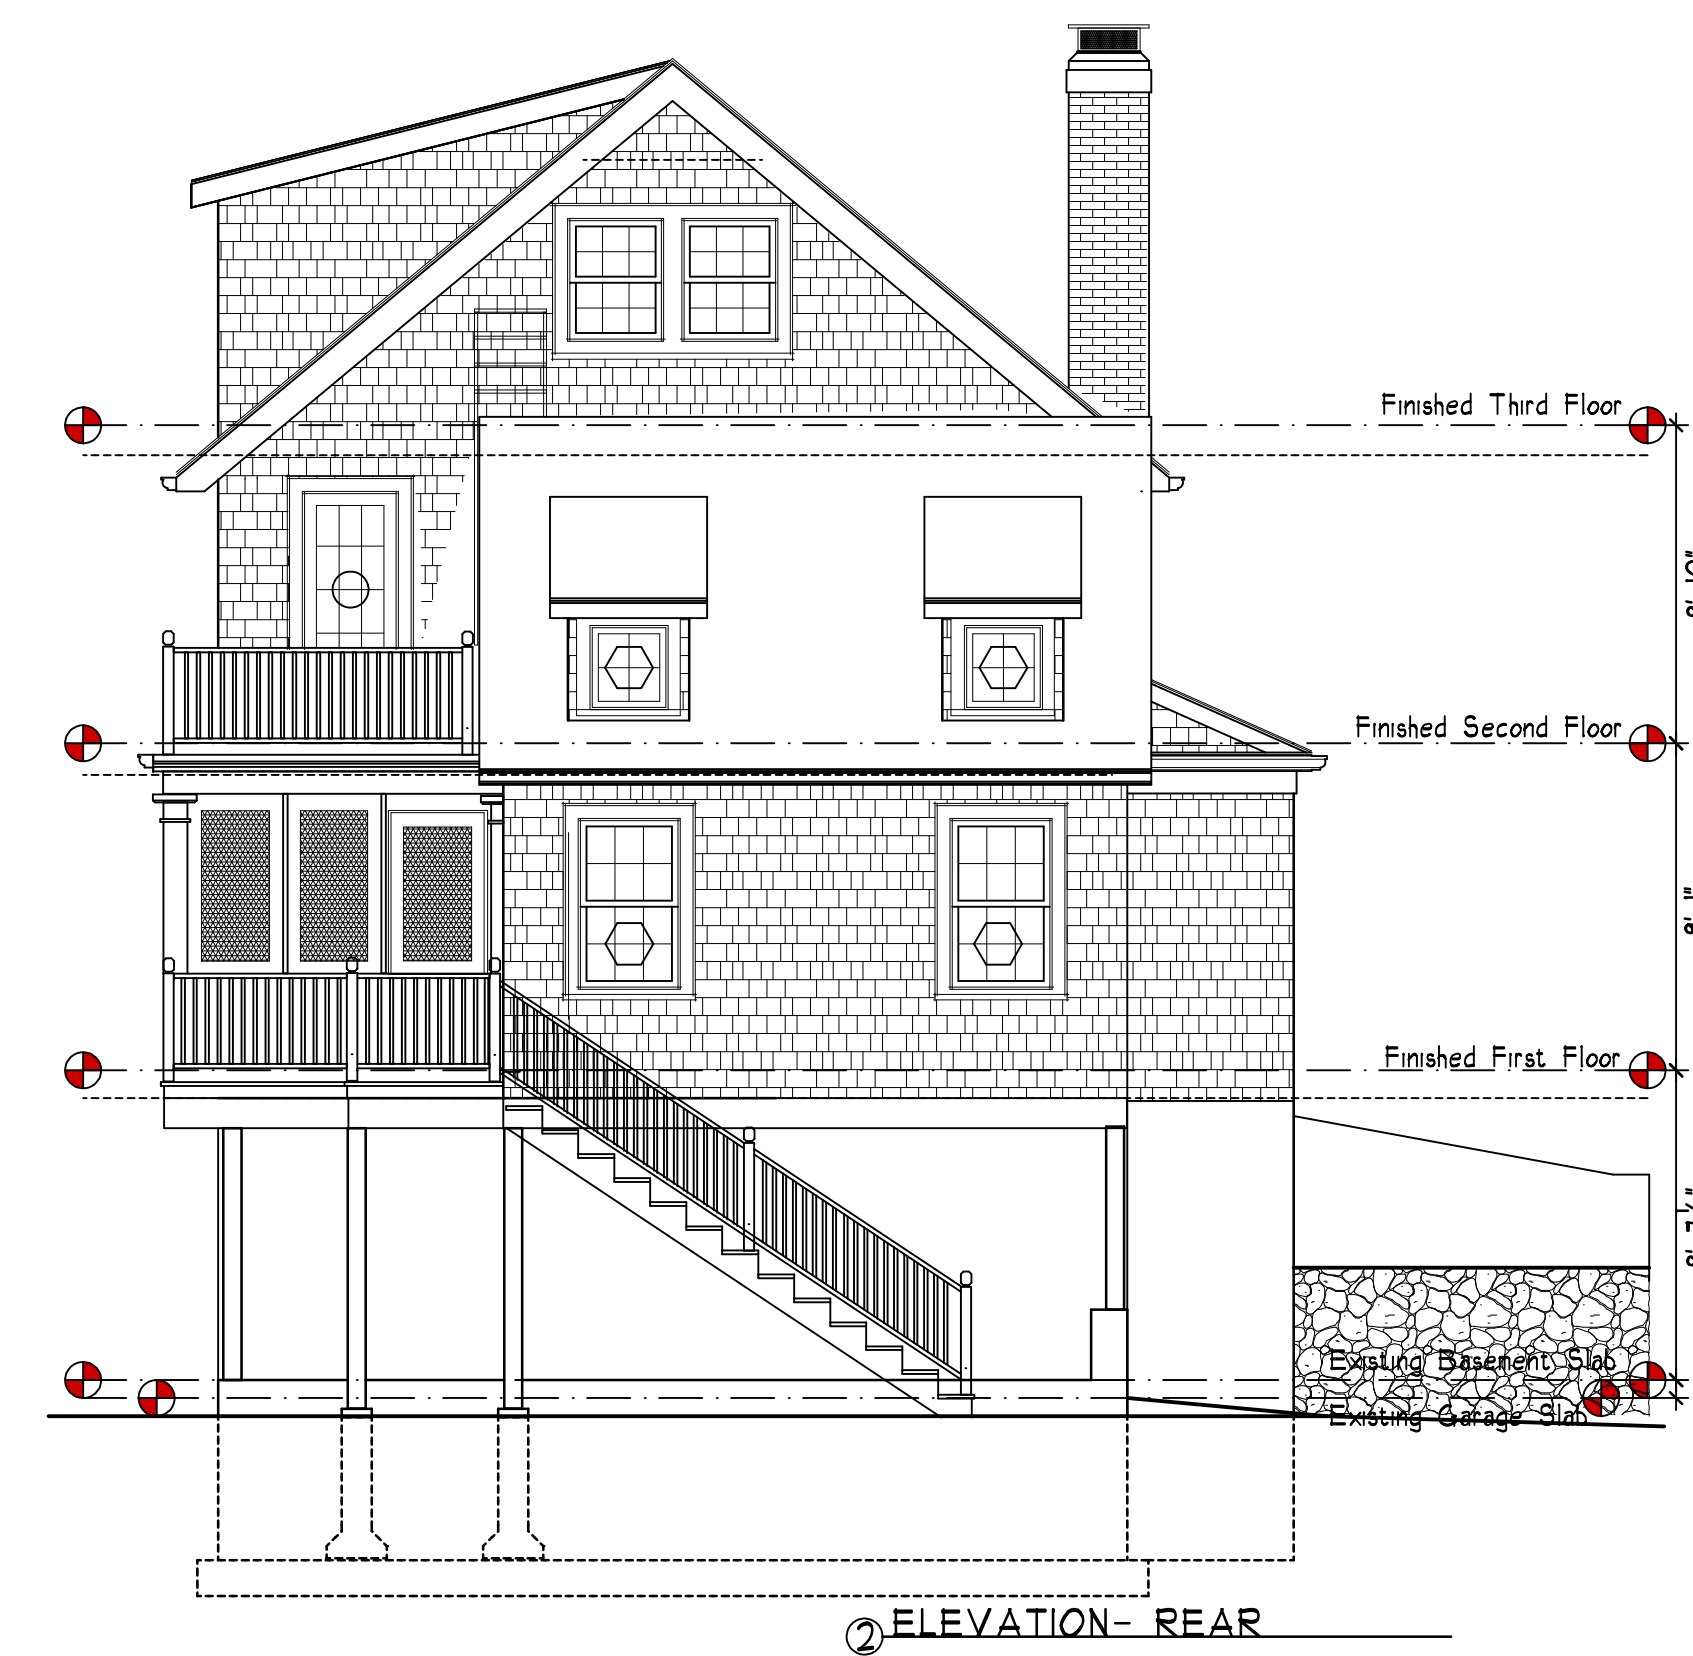 Finished Third Floor
Finished Second Floor
Finished First Floor
Existing Basement Slab
Existing Garage Slab
2 ELEVATION- REAR